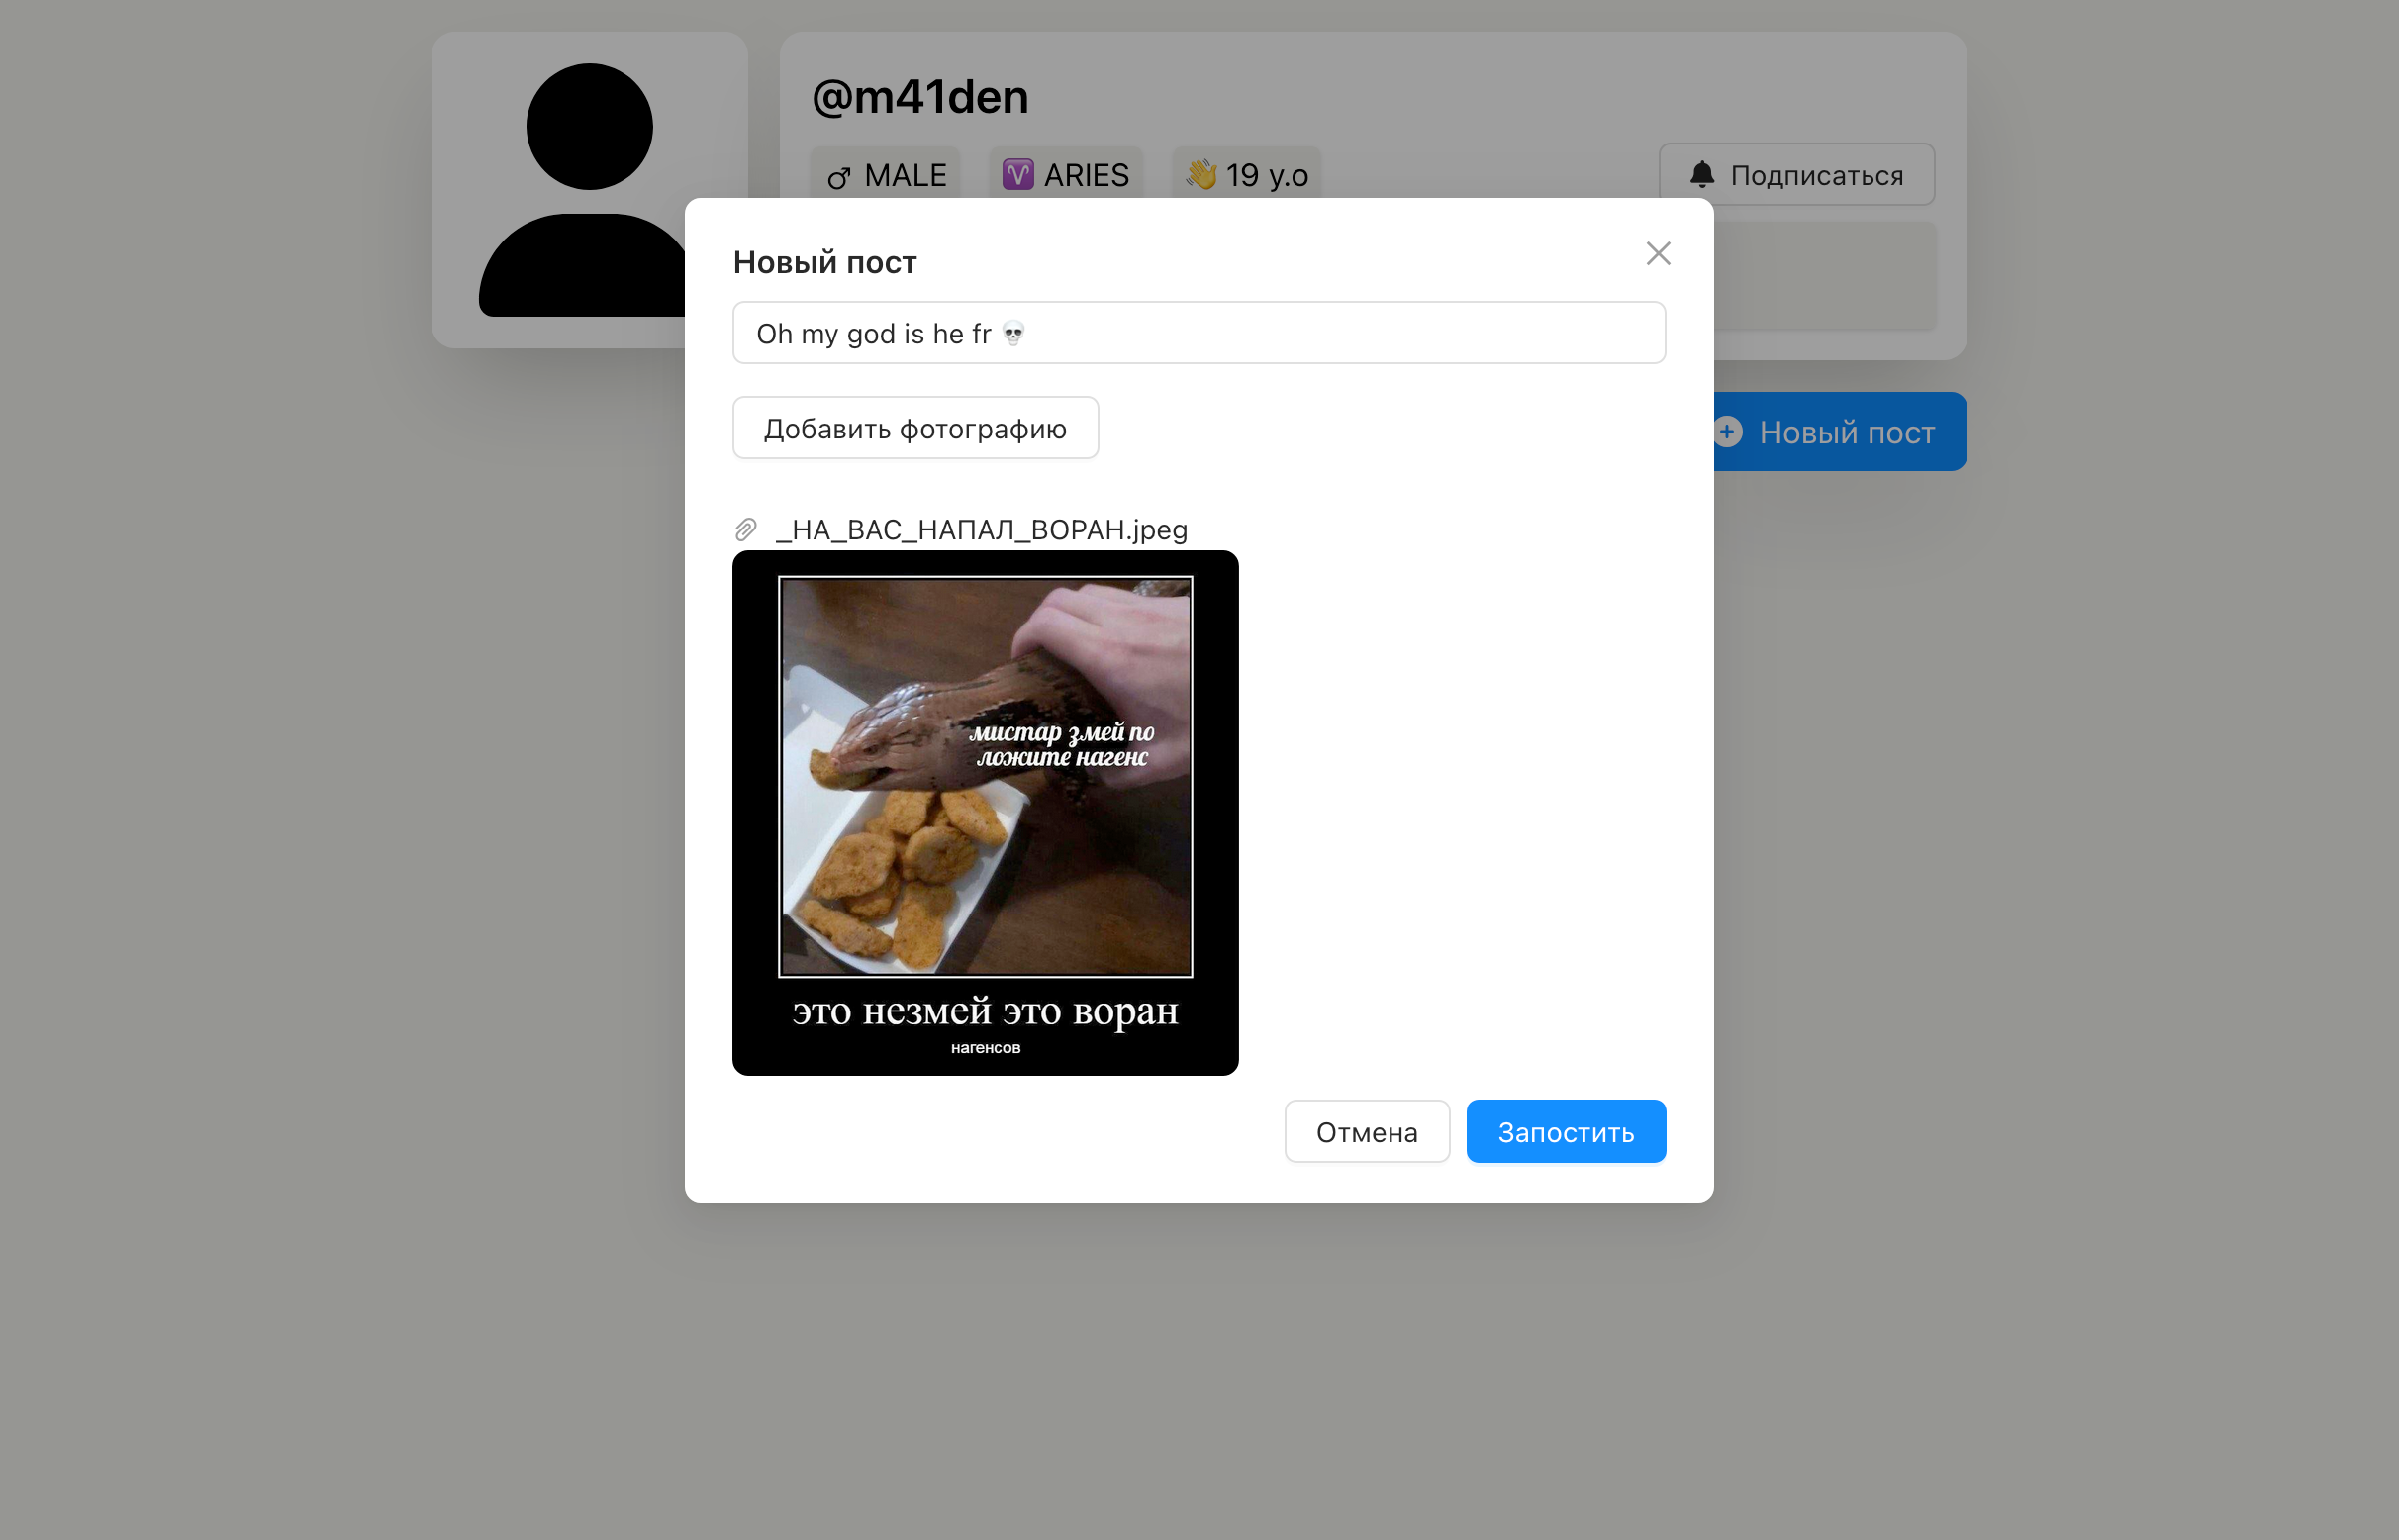 @m41den
♂ MALE
♈ ARIES
👋 19 y.o
Подписаться
Новый пост
Oh my god is he fr 💀
Добавить фотографию
Новый пост
_НА_ВАС_НАПАЛ_ВОРАН.jpeg
мистар змей по
ложите нагенс
это незмей это воран
нагенсов
Отмена
Запостить